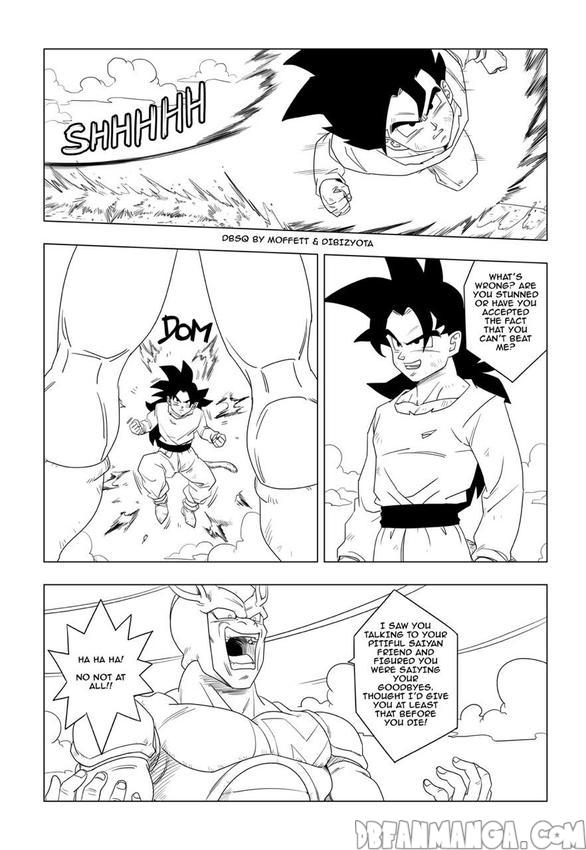 SHHHHH
DBSQ BY MOFFETT & DIBIZYOTA
DOM
WHAT'S
WRONG? ARE
YOU STUNNED
OR HAVE YOU
ACCEPTED
THE FACT
THAT YOU
CAN'T BEAT
ME?
HA HA HA!
NO NOT AT
ALL!!
I SAW YOU
TALKING TO YOUR
PITIFUL SAIYAN
FRIEND AND
FIGURED YOU
WERE SAIYING
YOUR
GOODBYES.
THOUGHT I'D GIVE
YOU AT LEAST
THAT BEFORE
YOU DIE!
DBFANMANGA.COM